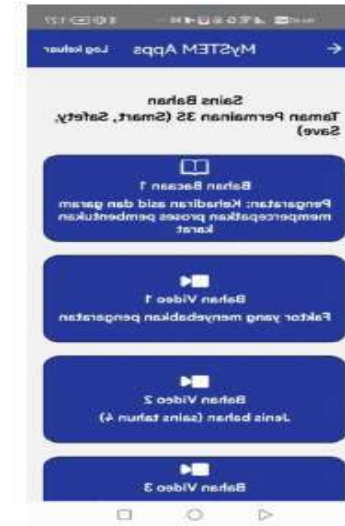 MySTEM Apps
Log keluar
Sains Bahan
Taman Permainan 3S (Smart, Safety,
Save)
Bahan Bacaan 1
Pengaratan: Kehadiran asid dan garam
mempercepatkan proses pembentukan
karat
Bahan Video 1
Faktor yang menyebabkan pengaratan
Bahan Video 2
Jenis bahan (sains tahun 4)
Bahan Video 3